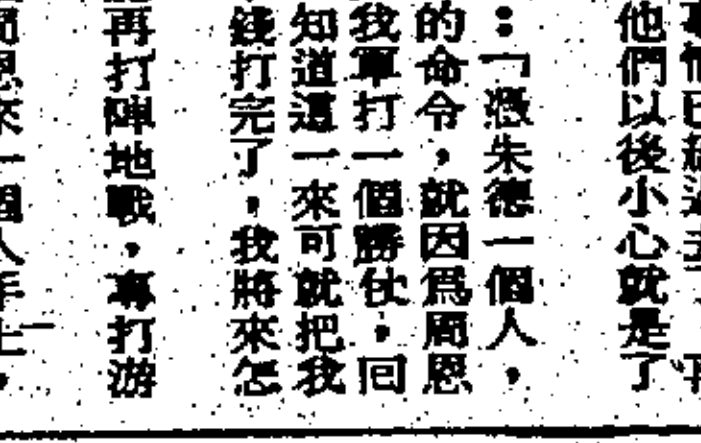 他們以後小心就是了
：「憑朱德一個人，
的命令，就因爲周恩
我軍打一個勝仗，回
知道這一來可就把我
錢打完了，我將來怎
再打陣地戰，專打游
周恩來一個人手上，